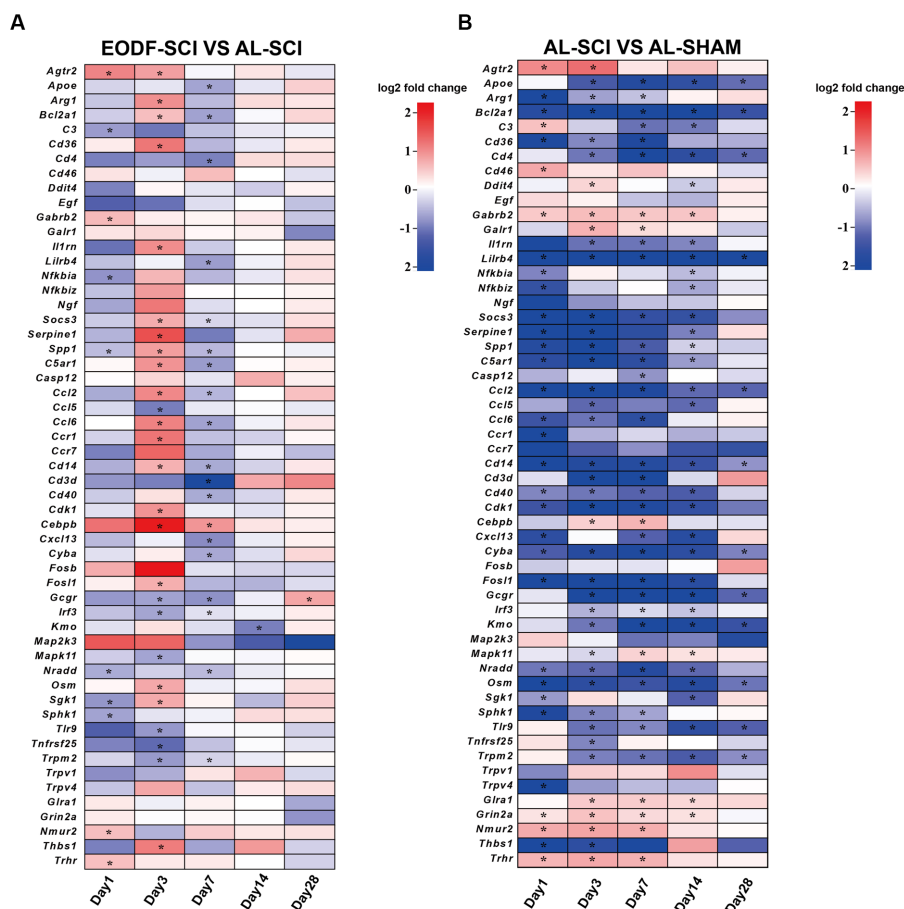 A
EODF-SCI VS AL-SCI
Agtr2
Apoe
Arg1
Bcl2a1
C3
Cd36
Cd4
Cd46
Ddit4
Egf
Gabrb2
Galr1
Il1rn
Lilrb4
Nfkbia
Nfkbiz
Ngf
Socs3
Serpine1
Spp1
C5ar1
Casp12
Ccl2
Ccl5
Ccl6
Ccr1
Ccr7
Cd14
Cd3d
Cd40
Cdk1
Cebpb
Cxcl13
Cyba
Fosb
Fosl1
Gcgr
Irf3
Kmo
Map2k3
Mapk11
Nradd
Osm
Sgk1
Sphk1
Tlr9
Tnfrsf25
Trpm2
Trpv1
Trpv4
Glra1
Grin2a
Nmur2
Thbs1
Trhr
Day1 Day3 Day7 Day14 Day28
log2 fold change
2
1
0
-1
2
B
AL-SCI VS AL-SHAM
Agtr2
Apoe
Arg1
Bcl2a1
C3
Cd36
Cd4
Cd46
Ddit4
Egf
Gabrb2
Galr1
Il1rn
Lilrb4
Nfkbia
Nfkbiz
Ngf
Socs3
Serpine1
Spp1
C5ar1
Casp12
Ccl2
Ccl5
Ccl6
Ccr1
Ccr7
Cd14
Cd3d
Cd40
Cdk1
Cebpb
Cxcl13
Cyba
Fosb
Fosl1
Gcgr
Irf3
Kmo
Map2k3
Mapk11
Nradd
Osm
Sgk1
Sphk1
Tlr9
Tnfrsf25
Trpm2
Trpv1
Trpv4
Glra1
Grin2a
Nmur2
Thbs1
Trhr
Day1 Day3 Day7 Day14 Day28
log2 fold change
2
1
0
-1
2